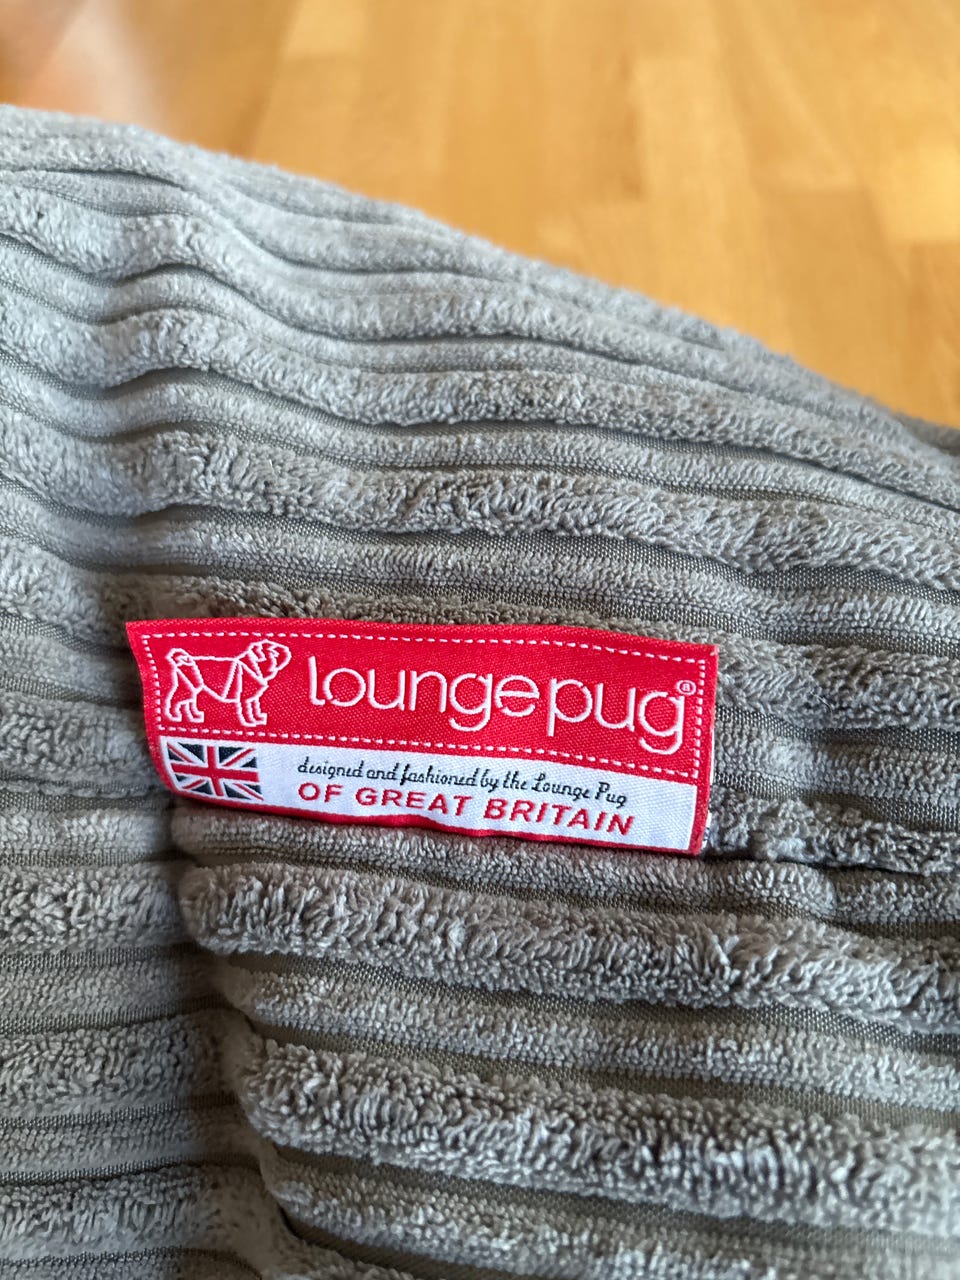 loungepug®
designed and fashioned by the Lounge Pug
OF GREAT BRITAIN